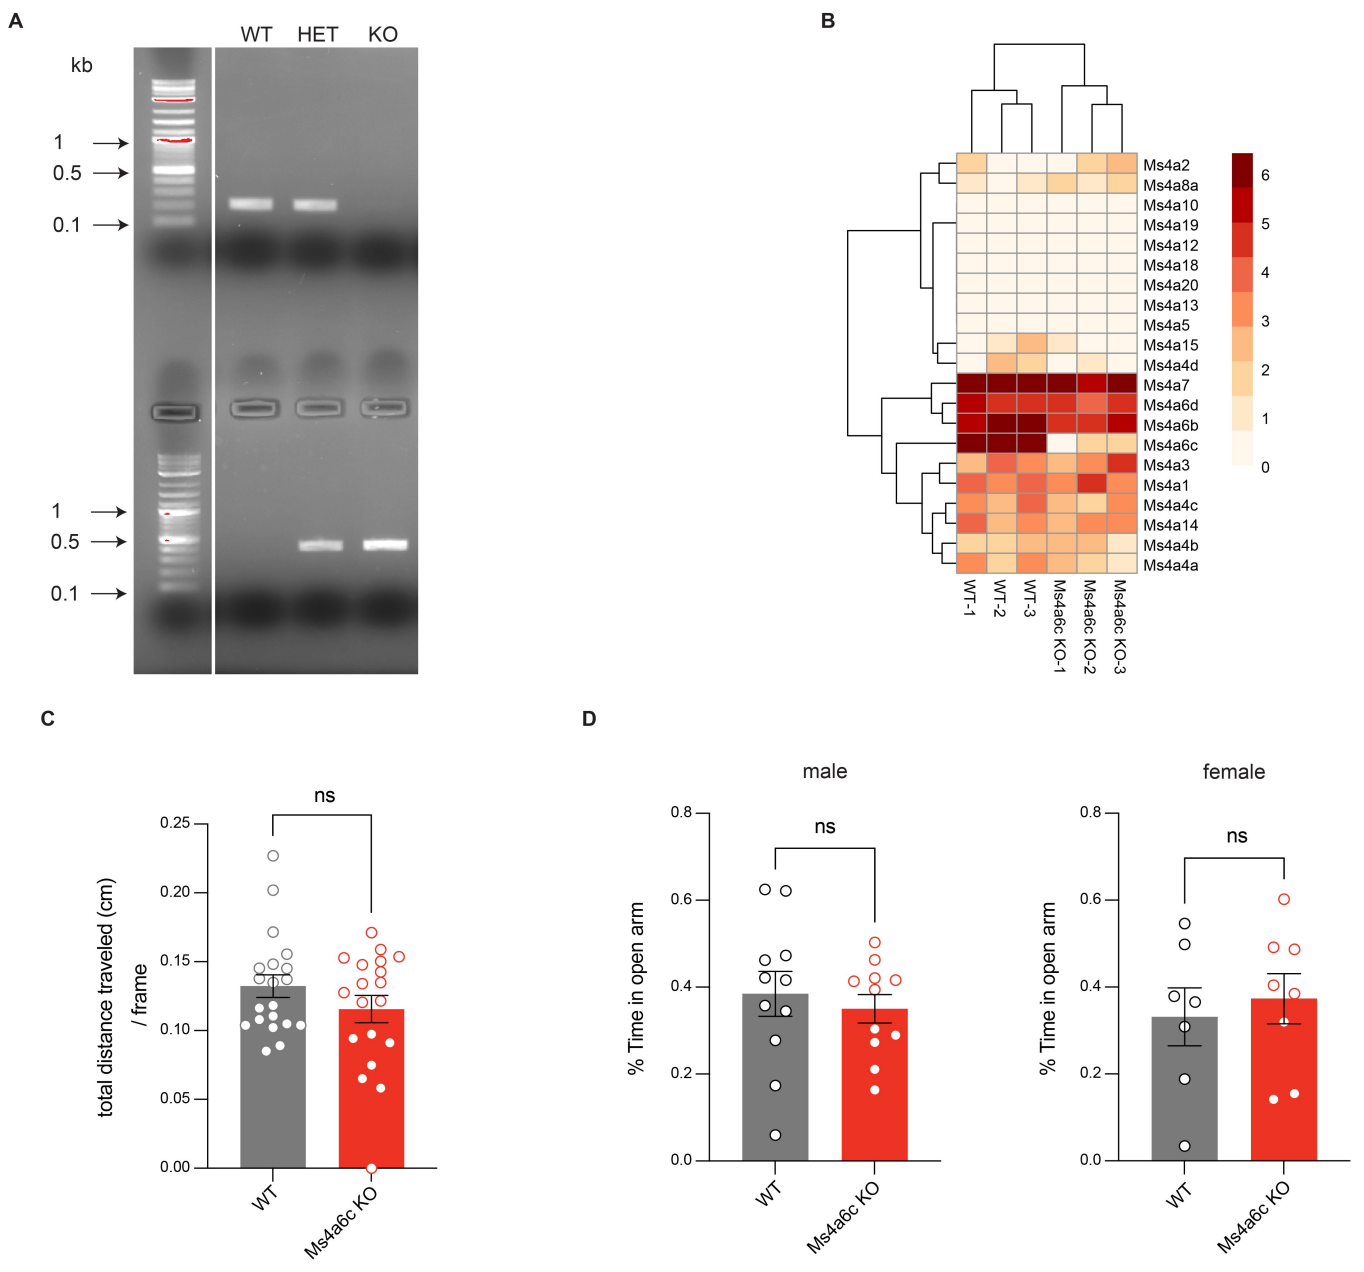 A
WT HET KO
kb
1
0.5
0.1
1
0.5
0.1
B
Ms4a2
Ms4a8a
Ms4a10
Ms4a19
Ms4a12
Ms4a18
Ms4a20
Ms4a13
Ms4a5
Ms4a15
Ms4a4d
Ms4a7
Ms4a6d
Ms4a6b
Ms4a6c
Ms4a3
Ms4a1
Ms4a4c
Ms4a14
Ms4a4b
Ms4a4a
6
5
4
3
2
1
0
WT-1
WT-2
WT-3
Ms4a6c KO-1
Ms4a6c KO-2
Ms4a6c KO-3
C
ns
0.25
0.20
0.15
0.10
0.05
0.00
total distance traveled (cm)
/ frame
WT
Ms4a6c KO
D
male
ns
0.8
0.6
0.4
0.2
0.0
% Time in open arm
WT
Ms4a6c KO
female
ns
0.8
0.6
0.4
0.2
0.0
% Time in open arm
WT
Ms4a6c KO